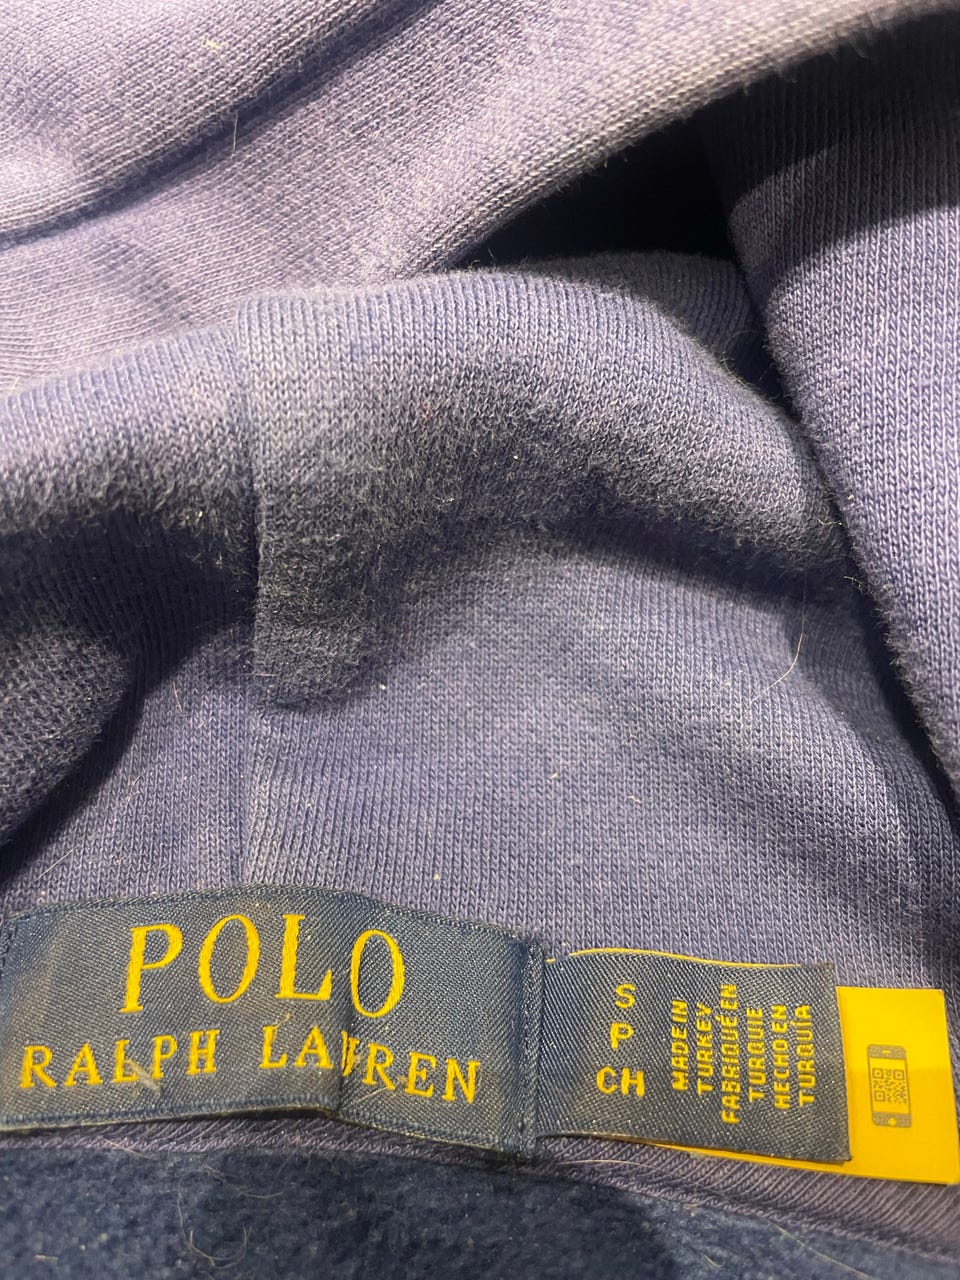 POLO
RALPH LAUREN
S
P
CH
MADE IN
TURKEY
FABRIQUÉ EN
TURQUIE
HECHO EN
TURQUÍA